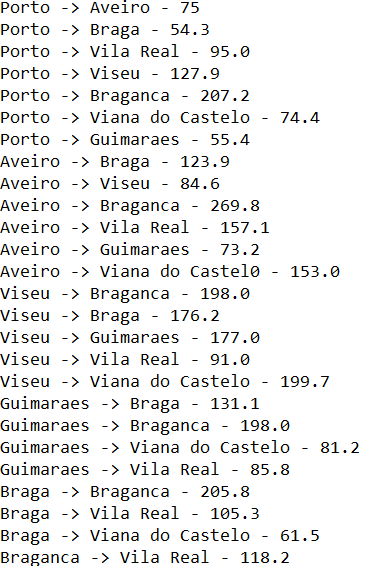 Porto -> Aveiro - 75
Porto -> Braga - 54.3
Porto -> Vila Real - 95.0
Porto -> Viseu - 127.9
Porto -> Braganca - 207.2
Porto -> Viana do Castelo - 74.4
Porto -> Guimaraes - 55.4
Aveiro -> Braga - 123.9
Aveiro -> Viseu - 84.6
Aveiro -> Braganca - 269.8
Aveiro -> Vila Real - 157.1
Aveiro -> Guimaraes - 73.2
Aveiro -> Viana do Castel0 - 153.0
Viseu -> Braganca - 198.0
Viseu -> Braga - 176.2
Viseu -> Guimaraes - 177.0
Viseu -> Vila Real - 91.0
Viseu -> Viana do Castelo - 199.7
Guimaraes -> Braga - 131.1
Guimaraes -> Braganca - 198.0
Guimaraes -> Viana do Castelo - 81.2
Guimaraes -> Vila Real - 85.8
Braga -> Braganca - 205.8
Braga -> Vila Real - 105.3
Braga -> Viana do Castelo - 61.5
Braganca -> Vila Real - 118.2